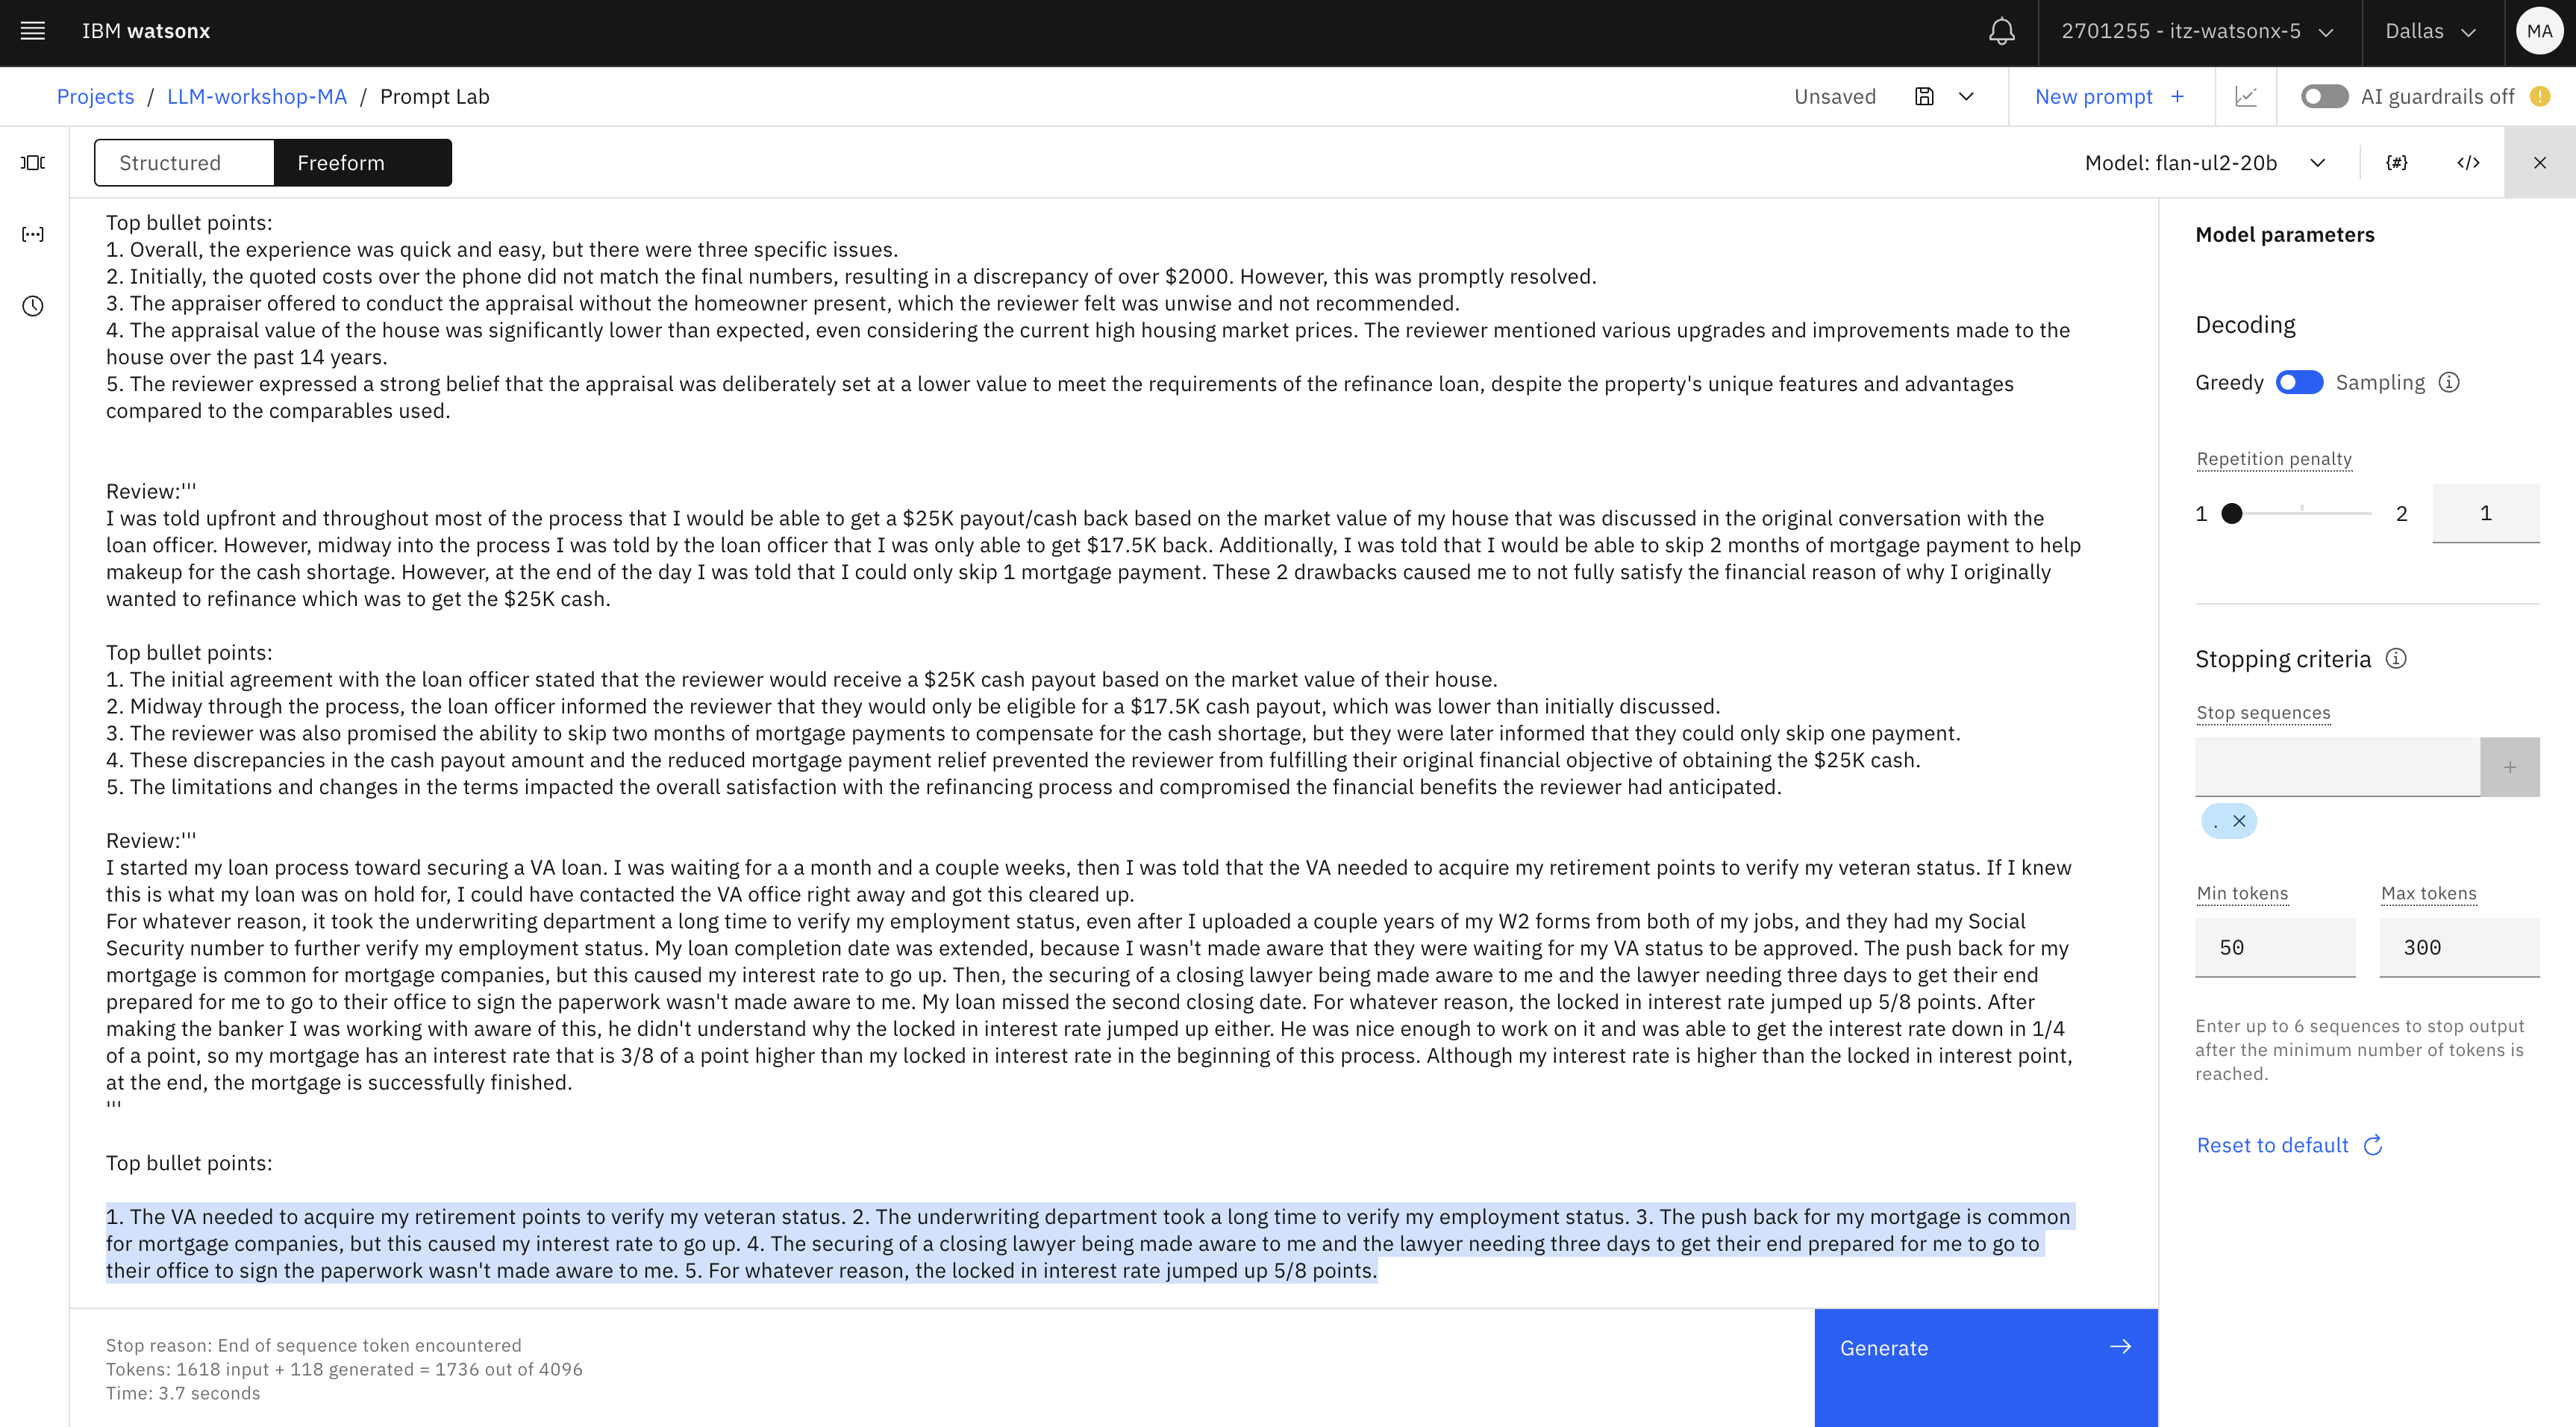 IBM watsonx
2701255 - itz-watsonx-5
Dallas
MA
Projects / LLM-workshop-MA / Prompt Lab
Unsaved
New prompt +
AI guardrails off
Structured
Freeform
Model: flan-ul2-20b
{#}
</>
Top bullet points:
1. Overall, the experience was quick and easy, but there were three specific issues.
2. Initially, the quoted costs over the phone did not match the final numbers, resulting in a discrepancy of over $2000. However, this was promptly resolved.
3. The appraiser offered to conduct the appraisal without the homeowner present, which the reviewer felt was unwise and not recommended.
4. The appraisal value of the house was significantly lower than expected, even considering the current high housing market prices. The reviewer mentioned various upgrades and improvements made to the
house over the past 14 years.
5. The reviewer expressed a strong belief that the appraisal was deliberately set at a lower value to meet the requirements of the refinance loan, despite the property's unique features and advantages
compared to the comparables used.
Review:'''
I was told upfront and throughout most of the process that I would be able to get a $25K payout/cash back based on the market value of my house that was discussed in the original conversation with the
loan officer. However, midway into the process I was told by the loan officer that I was only able to get $17.5K back. Additionally, I was told that I would be able to skip 2 months of mortgage payment to help
makeup for the cash shortage. However, at the end of the day I was told that I could only skip 1 mortgage payment. These 2 drawbacks caused me to not fully satisfy the financial reason of why I originally
wanted to refinance which was to get the $25K cash.
Top bullet points:
1. The initial agreement with the loan officer stated that the reviewer would receive a $25K cash payout based on the market value of their house.
2. Midway through the process, the loan officer informed the reviewer that they would only be eligible for a $17.5K cash payout, which was lower than initially discussed.
3. The reviewer was also promised the ability to skip two months of mortgage payments to compensate for the cash shortage, but they were later informed that they could only skip one payment.
4. These discrepancies in the cash payout amount and the reduced mortgage payment relief prevented the reviewer from fulfilling their original financial objective of obtaining the $25K cash.
5. The limitations and changes in the terms impacted the overall satisfaction with the refinancing process and compromised the financial benefits the reviewer had anticipated.
Review:'''
I started my loan process toward securing a VA loan. I was waiting for a a month and a couple weeks, then I was told that the VA needed to acquire my retirement points to verify my veteran status. If I knew
this is what my loan was on hold for, I could have contacted the VA office right away and got this cleared up.
For whatever reason, it took the underwriting department a long time to verify my employment status, even after I uploaded a couple years of my W2 forms from both of my jobs, and they had my Social
Security number to further verify my employment status. My loan completion date was extended, because I wasn't made aware that they were waiting for my VA status to be approved. The push back for my
mortgage is common for mortgage companies, but this caused my interest rate to go up. Then, the securing of a closing lawyer being made aware to me and the lawyer needing three days to get their end
prepared for me to go to their office to sign the paperwork wasn't made aware to me. My loan missed the second closing date. For whatever reason, the locked in interest rate jumped up 5/8 points. After
making the banker I was working with aware of this, he didn't understand why the locked in interest rate jumped up either. He was nice enough to work on it and was able to get the interest rate down in 1/4
of a point, so my mortgage has an interest rate that is 3/8 of a point higher than my locked in interest rate in the beginning of this process. Although my interest rate is higher than the locked in interest point,
at the end, the mortgage is successfully finished.
'''
Top bullet points:
1. The VA needed to acquire my retirement points to verify my veteran status. 2. The underwriting department took a long time to verify my employment status. 3. The push back for my mortgage is common
for mortgage companies, but this caused my interest rate to go up. 4. The securing of a closing lawyer being made aware to me and the lawyer needing three days to get their end prepared for me to go to
their office to sign the paperwork wasn't made aware to me. 5. For whatever reason, the locked in interest rate jumped up 5/8 points.
Stop reason: End of sequence token encountered
Tokens: 1618 input + 118 generated = 1736 out of 4096
Time: 3.7 seconds
Generate
Model parameters
Decoding
Greedy
Sampling
Repetition penalty
1
2
1
Stopping criteria
Stop sequences
+
.
Min tokens
Max tokens
50
300
Enter up to 6 sequences to stop output
after the minimum number of tokens is
reached.
Reset to default